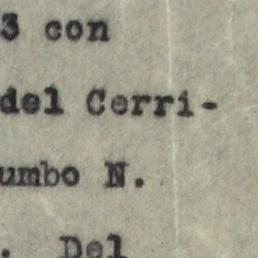 3 con
del Cerri-
umbo N.
. Del